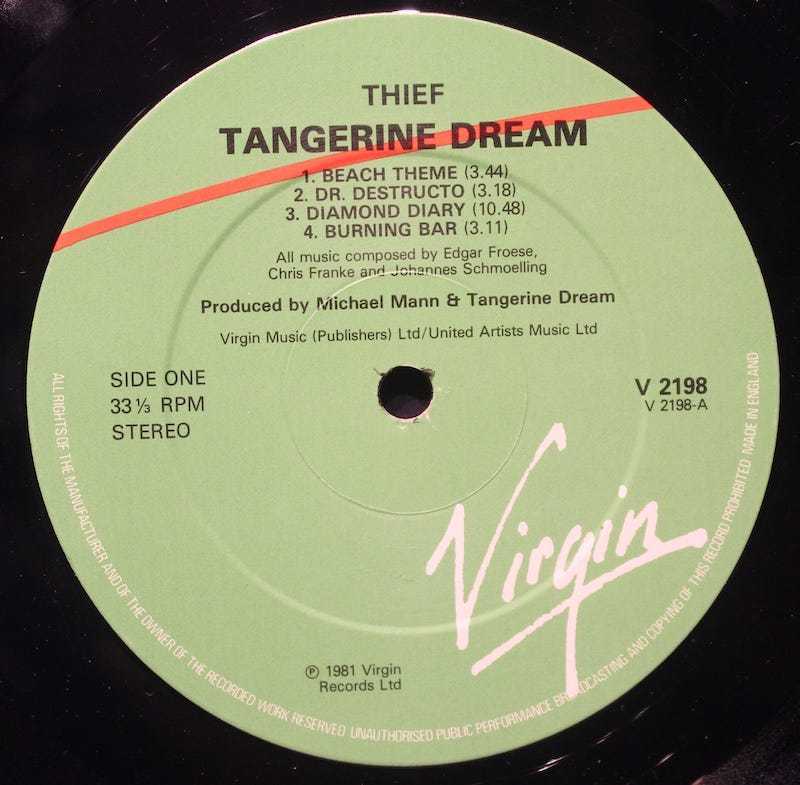 THIEF
TANGERINE DREAM
1. BEACH THEME (3.44)
2. DR. DESTRUCTO (3.18)
3. DIAMOND DIARY (10.48)
4. BURNING BAR (3.11)
All music composed by Edgar Froese,
Chris Franke and Johannes Schmoelling
Produced by Michael Mann & Tangerine Dream
Virgin Music (Publishers) Ltd/United Artists Music Ltd
SIDE ONE
33⅓ RPM
STEREO
V 2198
V 2198-A
Virgin
℗ 1981 Virgin
Records Ltd
ALL RIGHTS OF THE MANUFACTURER AND OF THE OWNER OF THE RECORDED WORK RESERVED UNAUTHORISED PUBLIC PERFORMANCE BROADCASTING AND COPYING OF THIS RECORD PROHIBITED MADE IN ENGLAND